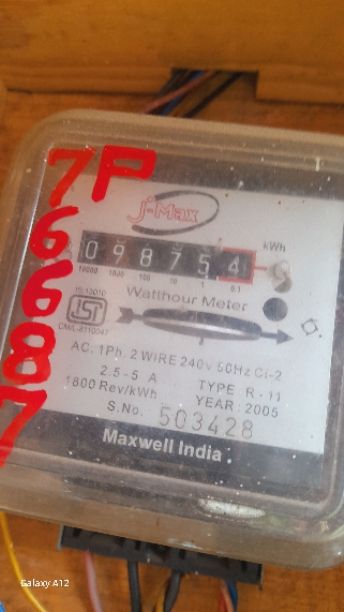 7P
6
6
8
7
j-Max
kWh
0 9 8 7 5 4
10000 1000 100 10 1 0.1
Watthour Meter
IS:13010
ISI
CM/L-8110047
AC. 1Ph. 2 WIRE 240v 50Hz Cl-2
2.5-5 A TYPE R-11
1800 Rev/kWh YEAR: 2005
S.No. 503428
Maxwell India
Galaxy A12